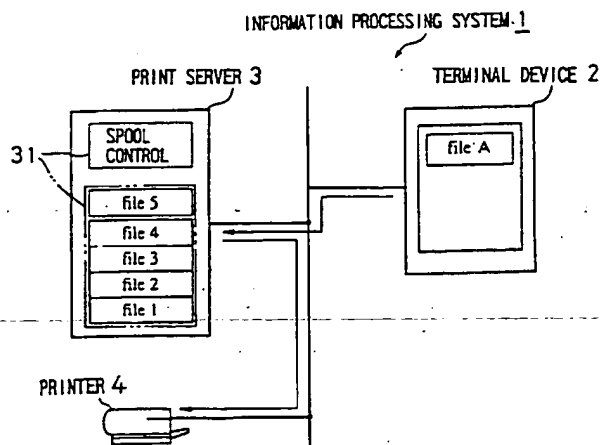 INFORMATION PROCESSING SYSTEM 1
PRINT SERVER 3
TERMINAL DEVICE 2
31
SPOOL
CONTROL
file A
file 5
file 4
file 3
file 2
file 1
PRINTER 4